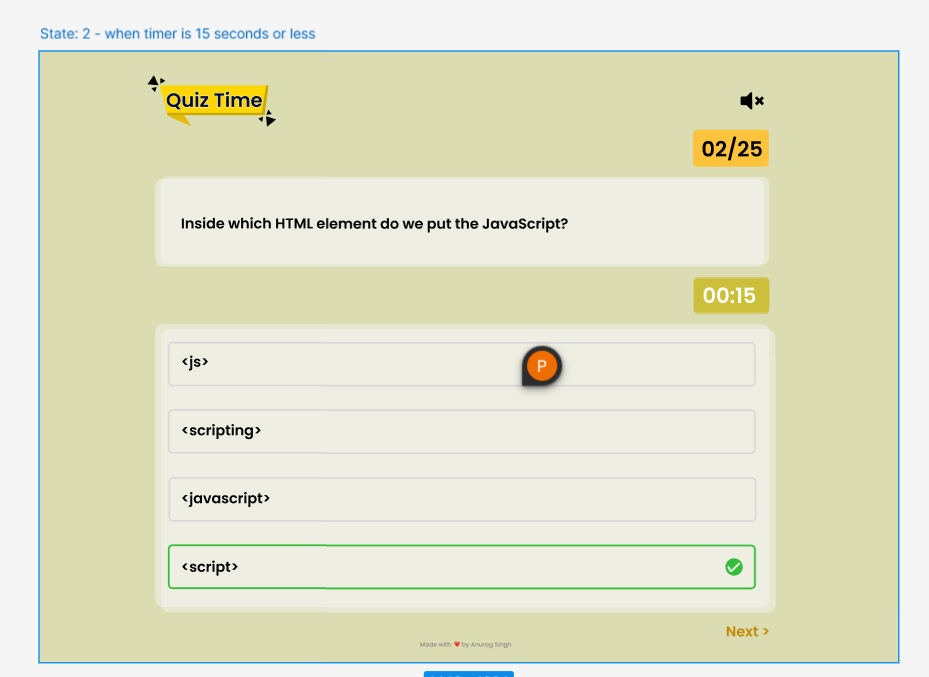 State: 2 - when timer is 15 seconds or less
Quiz Time
02/25
Inside which HTML element do we put the JavaScript?
00:15
<js>
P
<scripting>
<javascript>
<script>
Next >
Made with ❤ by Anurag Singh